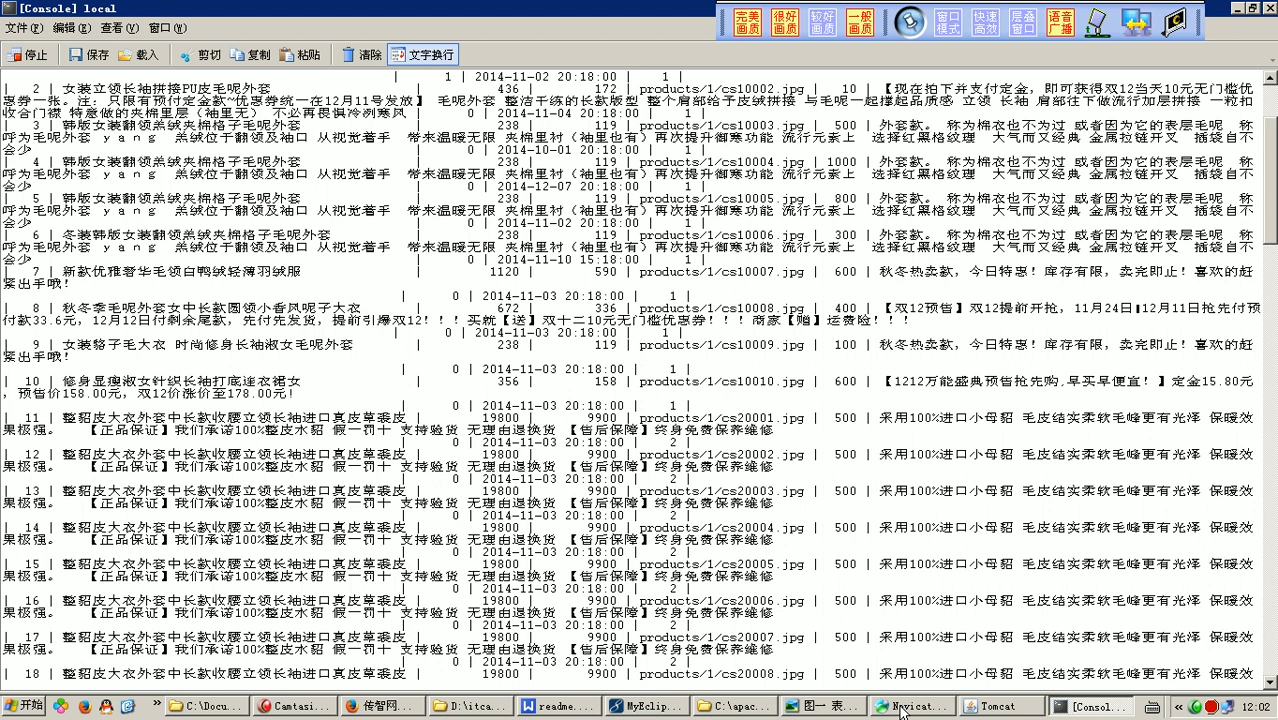 [Console] local
完美画质 很好画质 较好画质 一般画质 窗口模式 快速高效 层叠窗口 语音广播
文件(F) 编辑(E) 查看(V) 窗口(W)
停止 保存 载入 剪切 复制 粘贴 清除 文字换行
| 1 | 2014-11-02 20:18:00 | 1 |
| 2 | 女装立领长袖拼接PU皮毛呢外套 | 436 | 172 | products/1/cs10002.jpg | 10 | 【现在拍下并支付定金，即可获得双12当天10元无门槛优
惠券一张。注：只限有预付定金款~优惠券统一在12月11号发放】 毛呢外套 整洁干练的长款版型 整个肩部给予皮绒拼接 与毛呢一起撑起品质感 立领 长袖 肩部往下做流行加层拼接 一粒扣
收合门襟 特意做的夹棉里层（袖里无） 不必再畏惧冷冽寒风 | 0 | 2014-11-04 20:18:00 | 1 |
| 3 | 韩版女装翻领羔绒夹棉格子毛呢外套 | 238 | 119 | products/1/cs10003.jpg | 500 | 外套款。 称为棉衣也不为过 或者因为它的表层毛呢 称
呼为毛呢外套 ｙａｎｇ 羔绒位于翻领及袖口 从视觉着手 带来温暖无限 夹棉里衬（袖里也有）再次提升御寒功能 流行元素上 选择红黑格纹理 大气而又经典 金属拉链开叉 插袋自不
会少 | 0 | 2014-10-01 20:18:00 | 1 |
| 4 | 韩版女装翻领羔绒夹棉格子毛呢外套 | 238 | 119 | products/1/cs10004.jpg | 1000 | 外套款。 称为棉衣也不为过 或者因为它的表层毛呢 称
呼为毛呢外套 ｙａｎｇ 羔绒位于翻领及袖口 从视觉着手 带来温暖无限 夹棉里衬（袖里也有）再次提升御寒功能 流行元素上 选择红黑格纹理 大气而又经典 金属拉链开叉 插袋自不
会少 | 0 | 2014-12-07 20:18:00 | 1 |
| 5 | 韩版女装翻领羔绒夹棉格子毛呢外套 | 238 | 119 | products/1/cs10005.jpg | 800 | 外套款。 称为棉衣也不为过 或者因为它的表层毛呢 称
呼为毛呢外套 ｙａｎｇ 羔绒位于翻领及袖口 从视觉着手 带来温暖无限 夹棉里衬（袖里也有）再次提升御寒功能 流行元素上 选择红黑格纹理 大气而又经典 金属拉链开叉 插袋自不
会少 | 0 | 2014-11-02 20:18:00 | 1 |
| 6 | 冬装韩版女装翻领羔绒夹棉格子毛呢外套 | 238 | 119 | products/1/cs10006.jpg | 300 | 外套款。 称为棉衣也不为过 或者因为它的表层毛呢 称
呼为毛呢外套 ｙａｎｇ 羔绒位于翻领及袖口 从视觉着手 带来温暖无限 夹棉里衬（袖里也有）再次提升御寒功能 流行元素上 选择红黑格纹理 大气而又经典 金属拉链开叉 插袋自不
会少 | 0 | 2014-11-10 15:18:00 | 1 |
| 7 | 新款优雅奢华毛领白鸭绒轻薄羽绒服 | 1120 | 590 | products/1/cs10007.jpg | 600 | 秋冬热卖款，今日特惠！库存有限，卖完即止！喜欢的赶
紧出手哦！
| 0 | 2014-11-03 20:18:00 | 1 |
| 8 | 秋冬季毛呢外套女中长款圆领小香风呢子大衣 | 672 | 336 | products/1/cs10008.jpg | 400 | 【双12预售】双12提前开抢，11月24日▮12月11日抢先付预
付款33.6元，12月12日付剩余尾款，先付先发货，提前引爆双12！！！买就【送】双十二10元无门槛优惠券！！！商家【赠】运费险！！！
| 0 | 2014-11-03 20:18:00 | 1 |
| 9 | 女装骆子毛大衣 时尚修身长袖淑女毛呢外套 | 238 | 119 | products/1/cs10009.jpg | 100 | 秋冬热卖款，今日特惠！库存有限，卖完即止！喜欢的赶
紧出手哦！
| 0 | 2014-11-03 20:18:00 | 1 |
| 10 | 修身显瘦淑女针织长袖打底连衣裙女 | 356 | 158 | products/1/cs10010.jpg | 600 | 【1212万能盛典预售抢先购,早买早便宜！】定金15.80元
，预售价158.00元，双12价涨价至178.00元！
| 0 | 2014-11-03 20:18:00 | 1 |
| 11 | 整貂皮大衣外套中长款收腰立领长袖进口真皮草裘皮 | 19800 | 9900 | products/1/cs20001.jpg | 500 | 采用100%进口小母貂 毛皮结实柔软毛峰更有光泽 保暖效
果极强。 【正品保证】我们承诺100%整皮水貂 假一罚十 支持验货 无理由退换货 【售后保障】终身免费保养维修
| 0 | 2014-11-03 20:18:00 | 2 |
| 12 | 整貂皮大衣外套中长款收腰立领长袖进口真皮草裘皮 | 19800 | 9900 | products/1/cs20002.jpg | 500 | 采用100%进口小母貂 毛皮结实柔软毛峰更有光泽 保暖效
果极强。 【正品保证】我们承诺100%整皮水貂 假一罚十 支持验货 无理由退换货 【售后保障】终身免费保养维修
| 0 | 2014-11-03 20:18:00 | 2 |
| 13 | 整貂皮大衣外套中长款收腰立领长袖进口真皮草裘皮 | 19800 | 9900 | products/1/cs20003.jpg | 500 | 采用100%进口小母貂 毛皮结实柔软毛峰更有光泽 保暖效
果极强。 【正品保证】我们承诺100%整皮水貂 假一罚十 支持验货 无理由退换货 【售后保障】终身免费保养维修
| 0 | 2014-11-03 20:18:00 | 2 |
| 14 | 整貂皮大衣外套中长款收腰立领长袖进口真皮草裘皮 | 19800 | 9900 | products/1/cs20004.jpg | 500 | 采用100%进口小母貂 毛皮结实柔软毛峰更有光泽 保暖效
果极强。 【正品保证】我们承诺100%整皮水貂 假一罚十 支持验货 无理由退换货 【售后保障】终身免费保养维修
| 0 | 2014-11-03 20:18:00 | 2 |
| 15 | 整貂皮大衣外套中长款收腰立领长袖进口真皮草裘皮 | 19800 | 9900 | products/1/cs20005.jpg | 500 | 采用100%进口小母貂 毛皮结实柔软毛峰更有光泽 保暖效
果极强。 【正品保证】我们承诺100%整皮水貂 假一罚十 支持验货 无理由退换货 【售后保障】终身免费保养维修
| 0 | 2014-11-03 20:18:00 | 2 |
| 16 | 整貂皮大衣外套中长款收腰立领长袖进口真皮草裘皮 | 19800 | 9900 | products/1/cs20006.jpg | 500 | 采用100%进口小母貂 毛皮结实柔软毛峰更有光泽 保暖效
果极强。 【正品保证】我们承诺100%整皮水貂 假一罚十 支持验货 无理由退换货 【售后保障】终身免费保养维修
| 0 | 2014-11-03 20:18:00 | 2 |
| 17 | 整貂皮大衣外套中长款收腰立领长袖进口真皮草裘皮 | 19800 | 9900 | products/1/cs20007.jpg | 500 | 采用100%进口小母貂 毛皮结实柔软毛峰更有光泽 保暖效
果极强。 【正品保证】我们承诺100%整皮水貂 假一罚十 支持验货 无理由退换货 【售后保障】终身免费保养维修
| 0 | 2014-11-03 20:18:00 | 2 |
| 18 | 整貂皮大衣外套中长款收腰立领长袖进口真皮草裘皮 | 19800 | 9900 | products/1/cs20008.jpg | 500 | 采用100%进口小母貂 毛皮结实柔软毛峰更有光泽 保暖效
开始 » C:\Docu... Camtasi... 传智网... D:\itca... readme.... MyEclip... C:\apac... 图一 表... Navicat... Tomcat [Consol... « 12:02